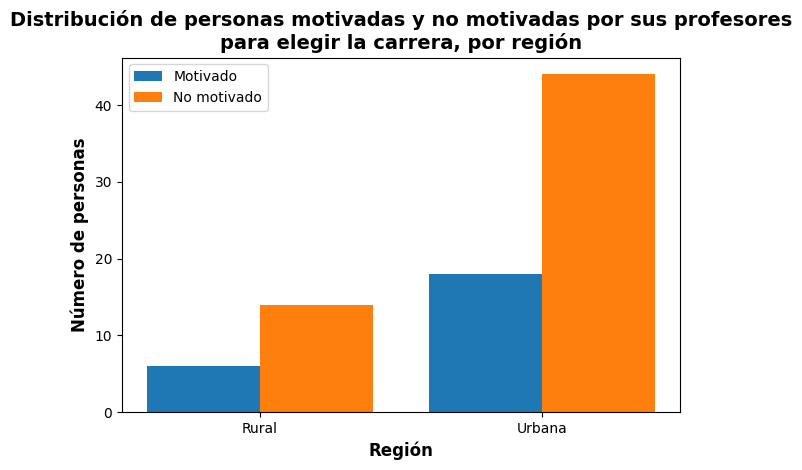 Distribución de personas motivadas y no motivadas por sus profesores
para elegir la carrera, por región
Motivado
No motivado
Número de personas
40
30
20
10
0
Rural
Urbana
Región